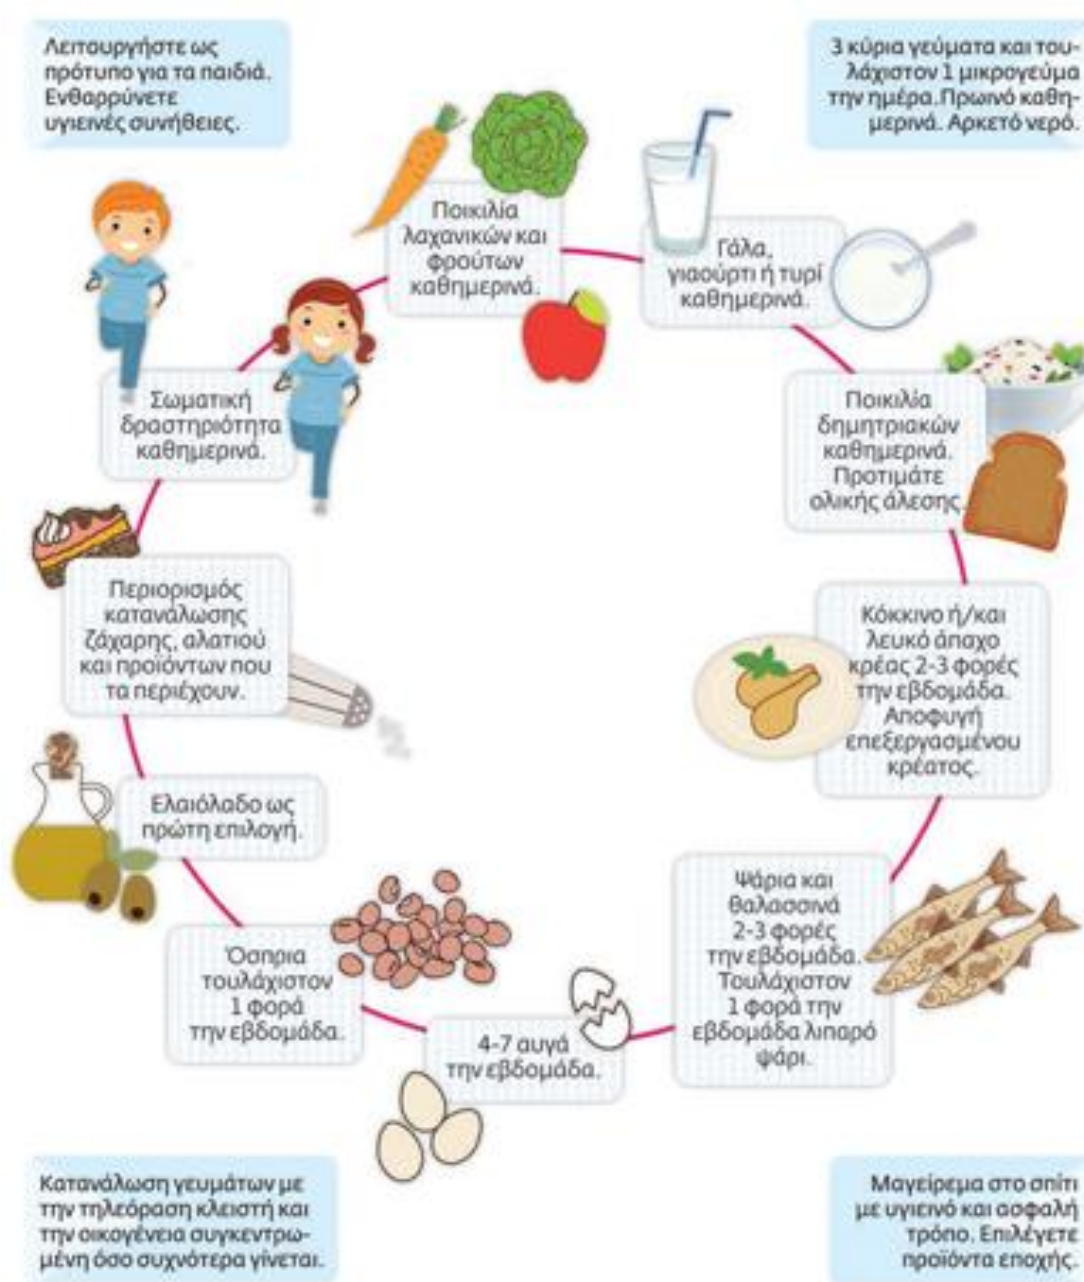 Λειτουργήστε ως
πρότυπο για τα παιδιά.
Ενθαρρύνετε
υγιεινές συνήθειες.
3 κύρια γεύματα και του-
λάχιστον 1 μικρογεύμα
την ημέρα.Πρωινό καθη-
μερινά. Αρκετό νερό.
Ποικιλία
λαχανικών και
φρούτων
καθημερινά.
Γάλα,
γιαούρτι ή τυρί
καθημερινά.
Ποικιλία
δημητριακών
καθημερινά.
Προτιμάτε
ολικής άλεσης.
Κόκκινο ή/και
λευκό άπαχο
κρέας 2-3 φορές
την εβδομάδα.
Αποφυγή
επεξεργασμένου
κρέατος.
Ψάρια και
θαλασσινά
2-3 φορές
την εβδομάδα.
Τουλάχιστον
1 φορά την
εβδομάδα λιπαρό
ψάρι.
4-7 αυγά
την εβδομάδα.
Όσπρια
τουλάχιστον
1 φορά
την εβδομάδα.
Ελαιόλαδο ως
πρώτη επιλογή.
Περιορισμός
κατανάλωσης
ζάχαρης, αλατιού
και προϊόντων που
τα περιέχουν.
Σωματική
δραστηριότητα
καθημερινά.
Κατανάλωση γευμάτων με
την τηλεόραση κλειστή και
την οικογένεια συγκεντρω-
μένη όσο συχνότερα γίνεται.
Μαγείρεμα στο σπίτι
με υγιεινό και ασφαλή
τρόπο. Επιλέγετε
προϊόντα εποχής.